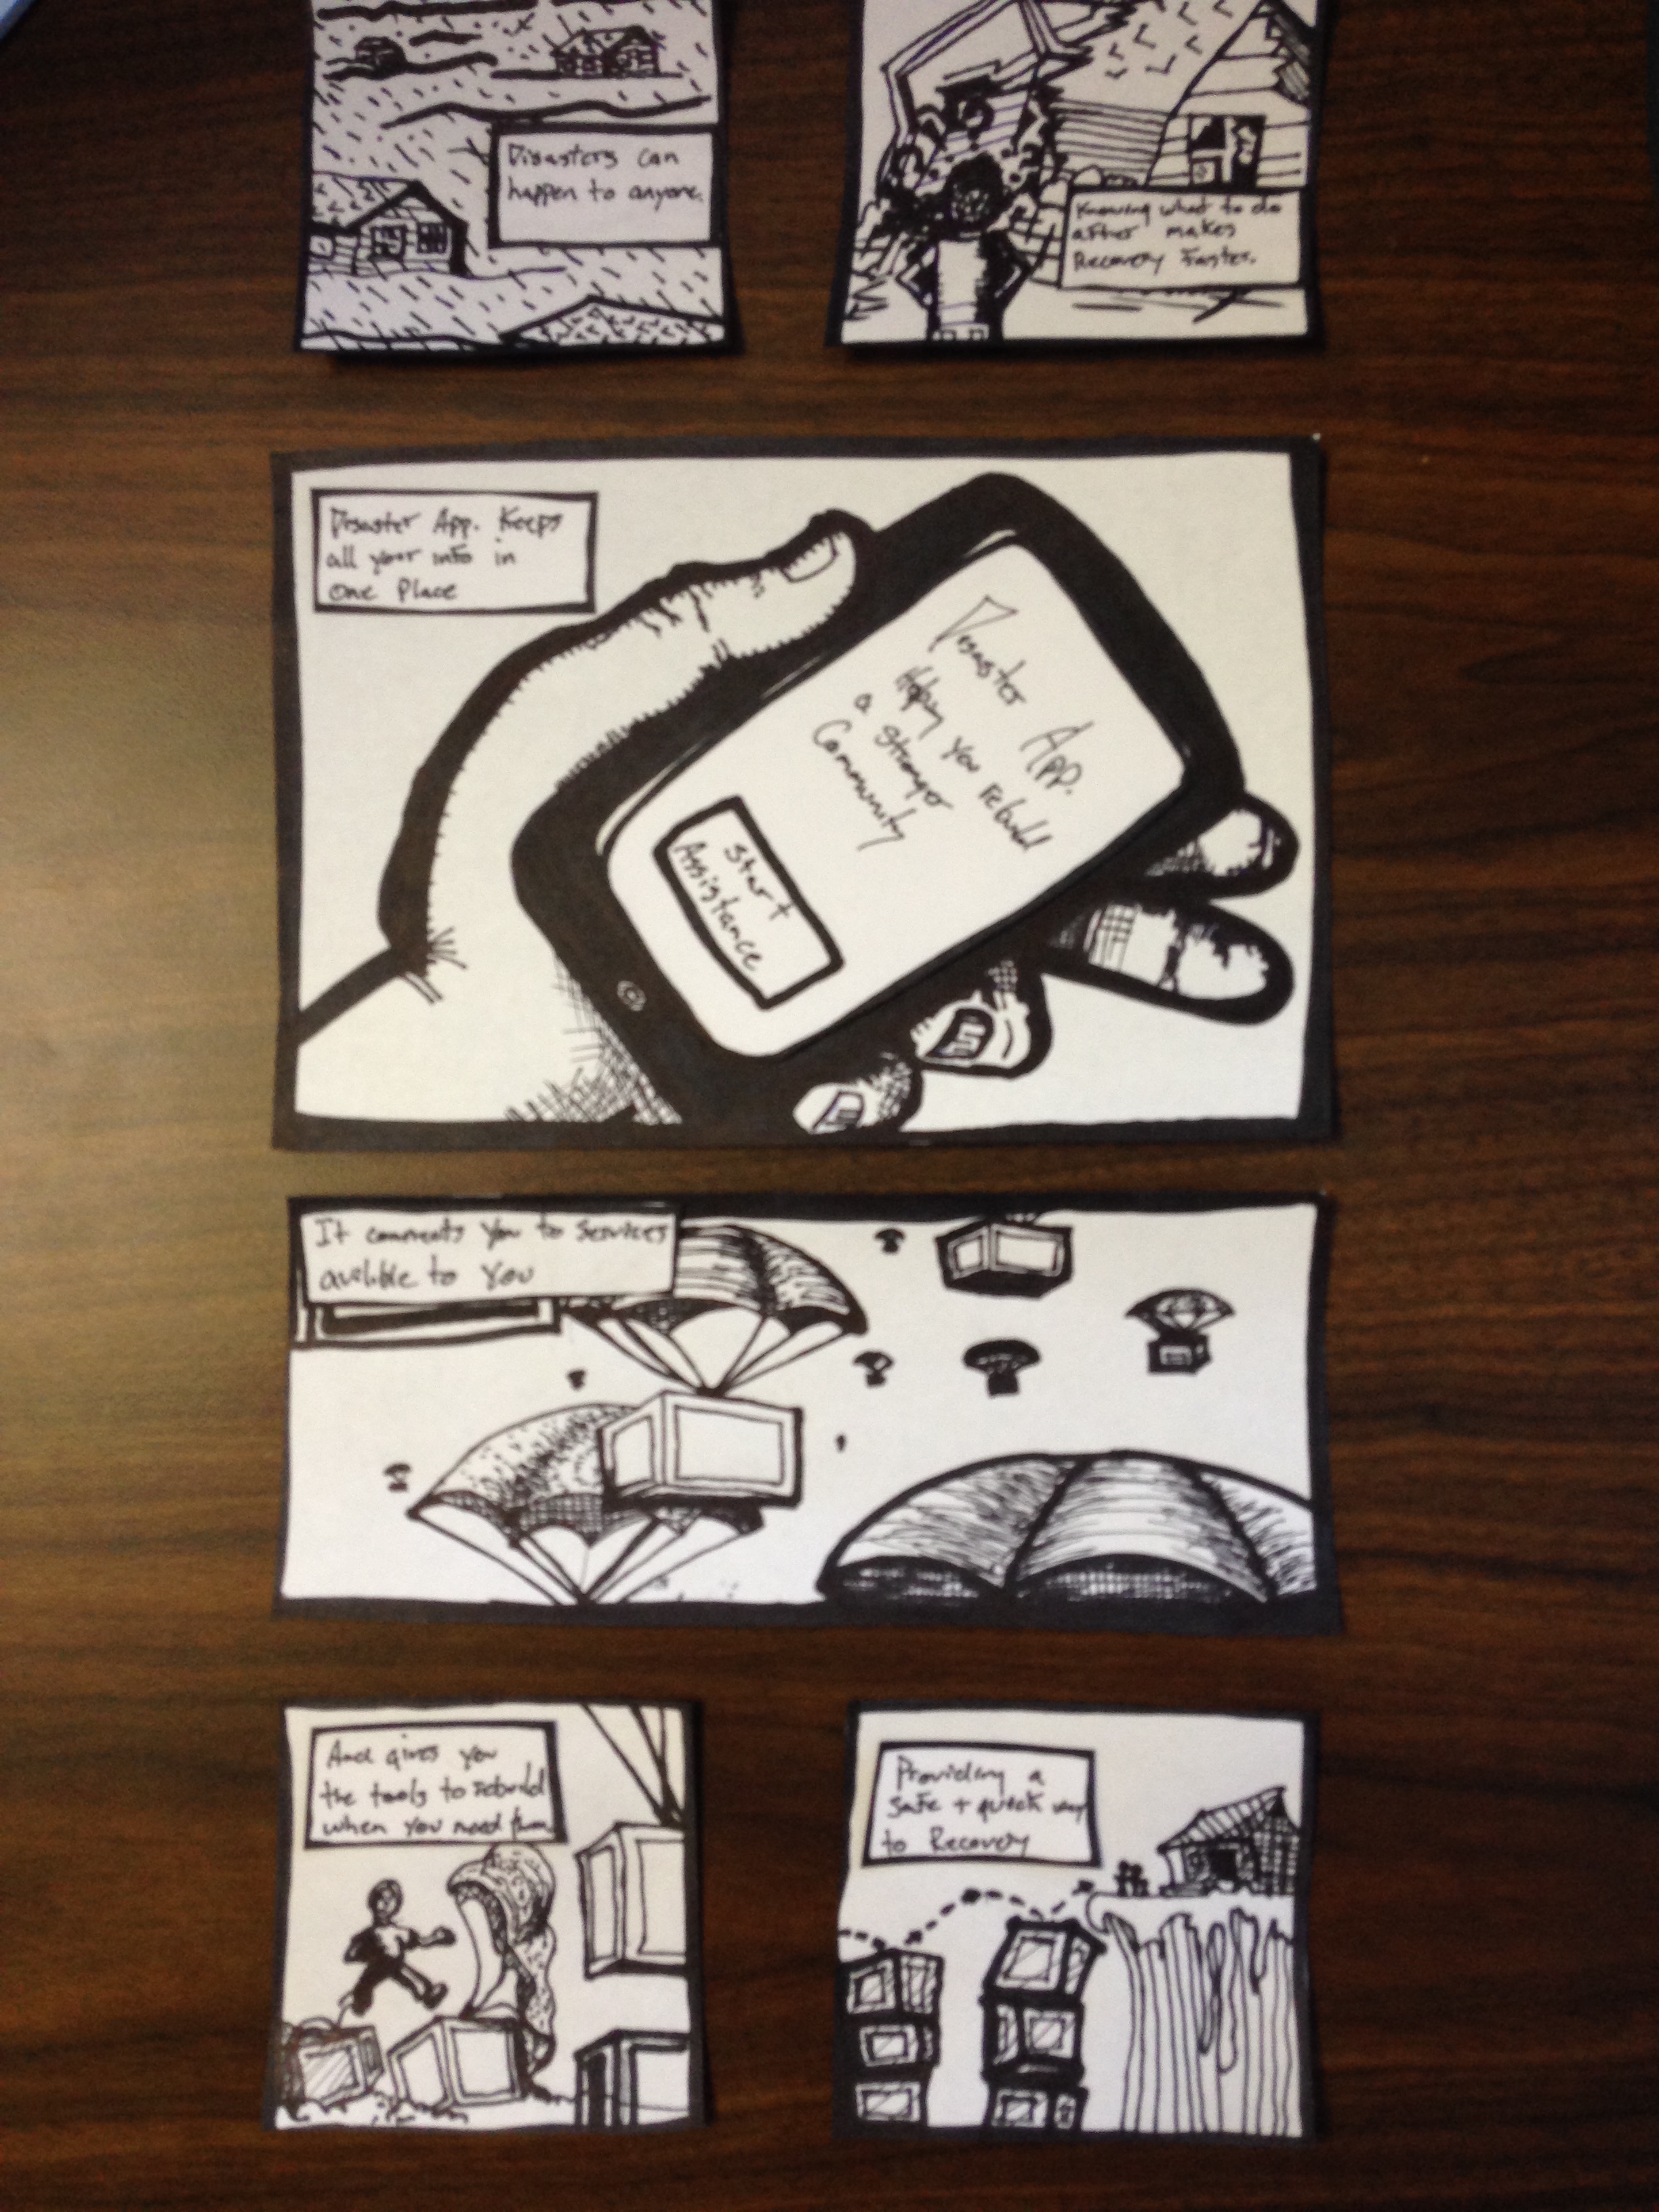 Disasters can
happen to anyone.
Knowing what to do
after makes
Recovery Faster.
Disaster App. Keeps
all your info in
One Place
Disaster App.
Helping you rebuild
a stronger
Community
Start
Assistance
It connects you to services
avilible to you
And gives you
the tools to rebuild
when you need them
Providing a
safe + quick way
to Recovery